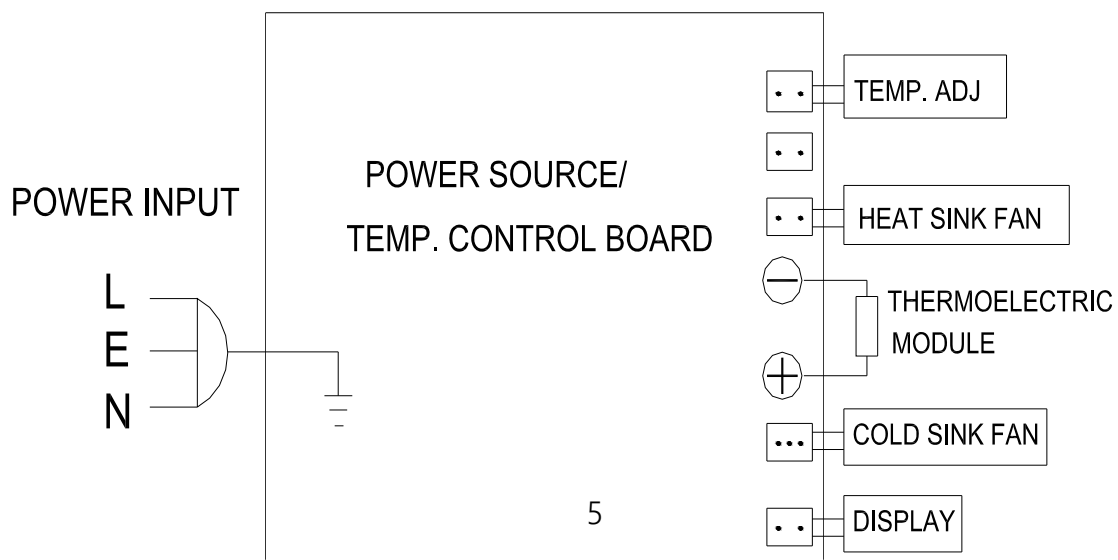 POWER INPUT
L
E
N
POWER SOURCE/
TEMP. CONTROL BOARD
TEMP. ADJ
HEAT SINK FAN
THERMOELECTRIC
MODULE
COLD SINK FAN
DISPLAY
5